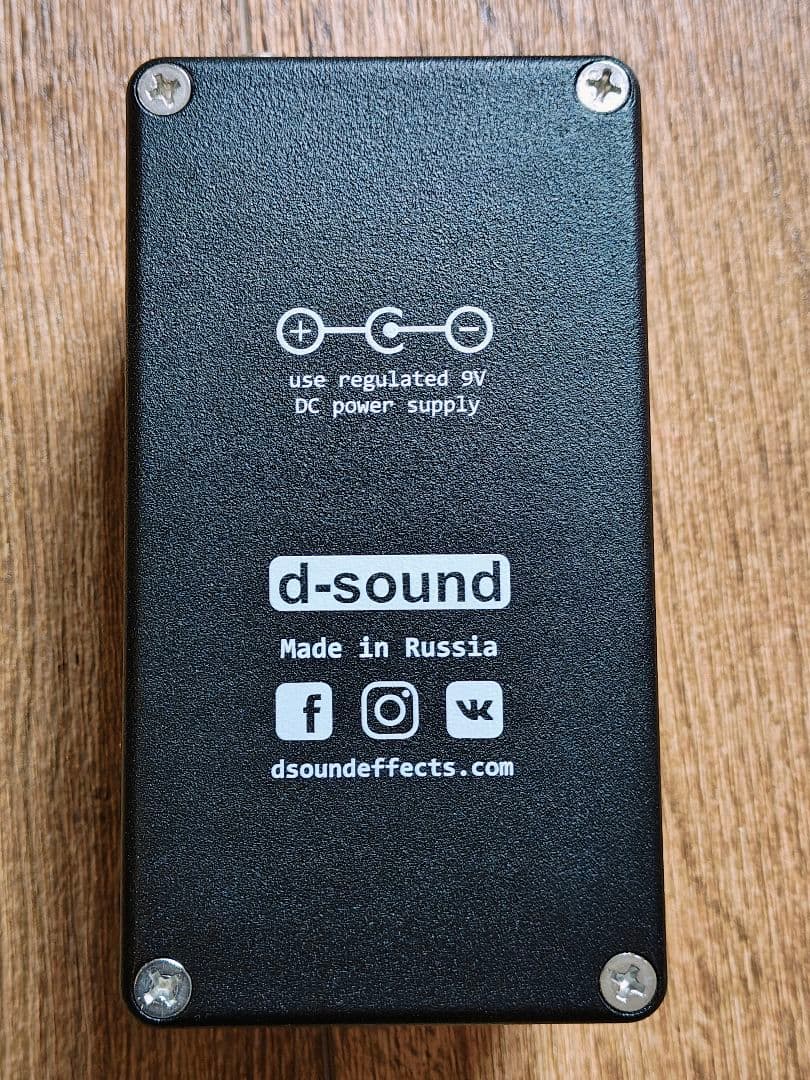 + -
use regulated 9V
DC power supply
d-sound
Made in Russia
dsoundeffects.com